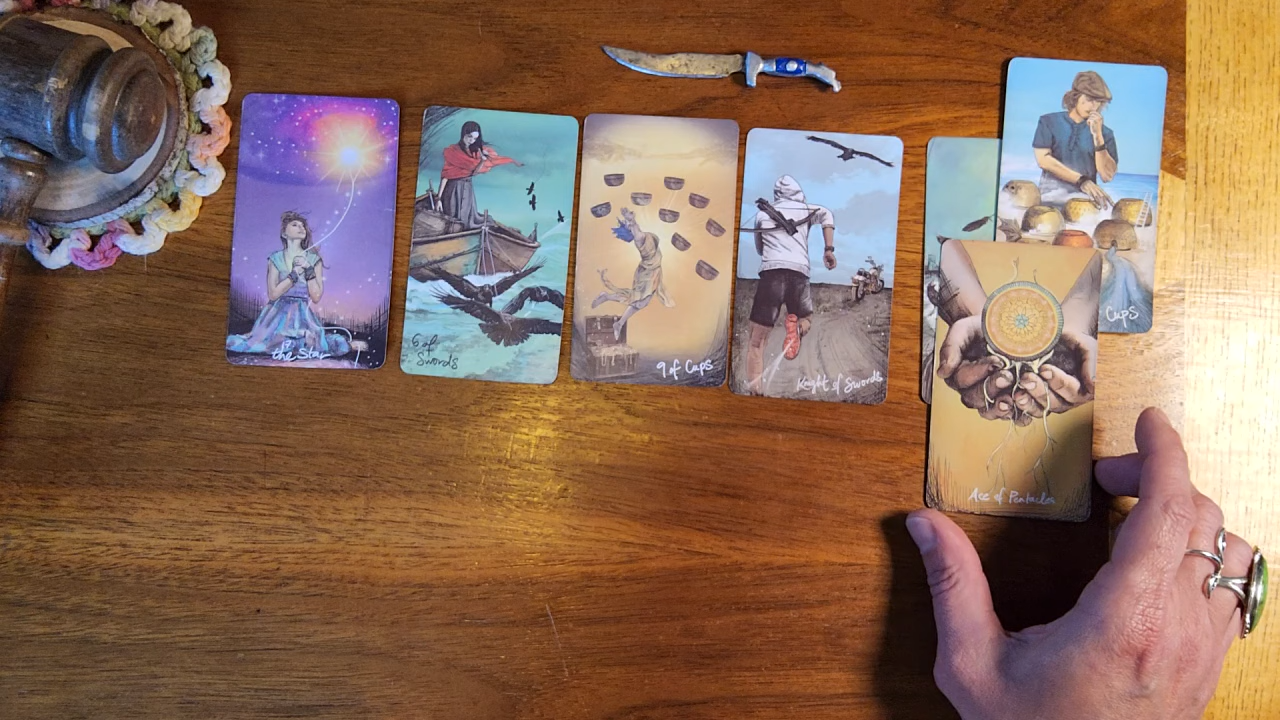 17
the Star
6 of
Swords
9 of Cups
Knight of Swords
Cups
Ace of Pentacles